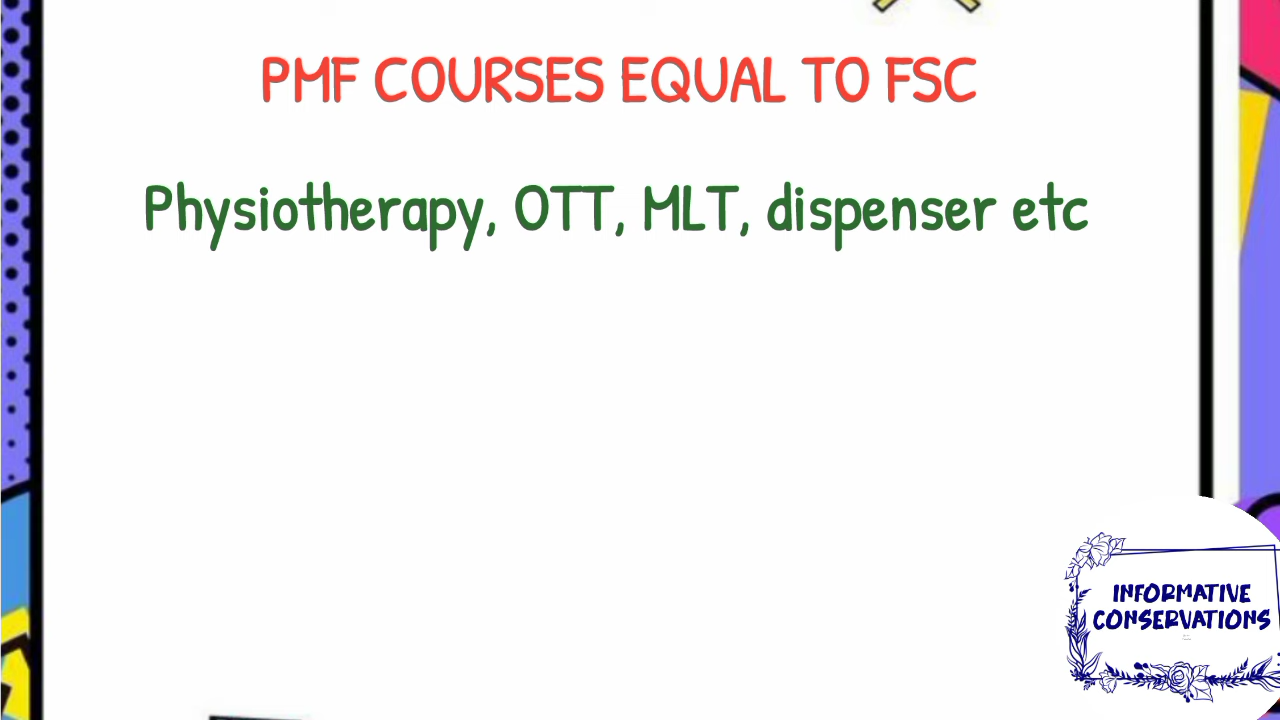 PMF COURSES EQUAL TO FSC
Physiotherapy, OTT, MLT, dispenser etc
INFORMATIVE
CONSERVATIONS